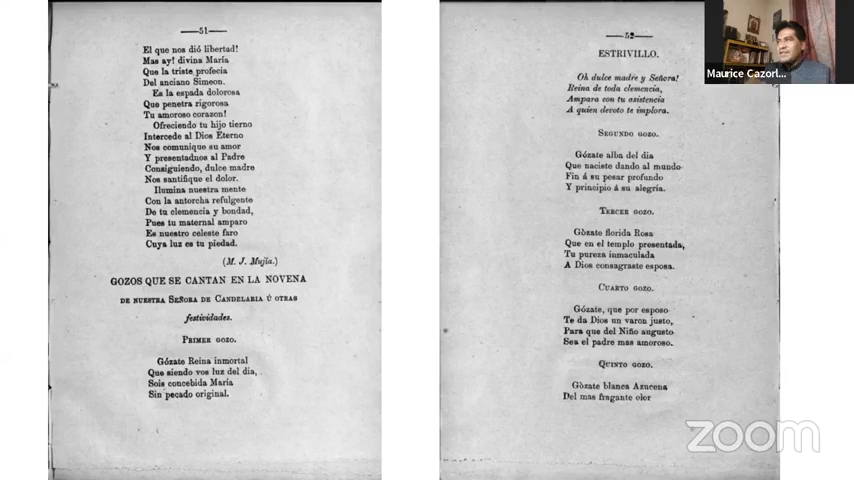 —51—
El que nos dió libertad!
Mas ay! divina María
Que la triste profecia
Del anciano Simeon.
Es la espada dolorosa
Que penetra rigorosa
Tu amoroso corazon!
Ofreciendo tu hijo tierno
Intercede al Dios Eterno
Nos comunique su amor
Y presentadnos al Padre
Consiguiendo, dulce madre
Nos santifique el dolor.
Ilumina nuestra mente
Con la antorcha refulgente
De tu clemencia y bondad,
Pues tu maternal amparo
Es nuestro celeste faro
Cuya luz es tu piedad.
(M. J. Mujía.)
GOZOS QUE SE CANTAN EN LA NOVENA
DE NUESTRA SEÑORA DE CANDELARIA Ú OTRAS
festividades.
PRIMER GOZO.
Gózate Reina inmortal
Que siendo vos luz del dia,
Sois concebida María
Sin pecado original.
—52—
ESTRIVILLO.
Oh dulce madre y Señora!
Reina de toda clemencia,
Ampara con tu asistencia
A quien devoto te implora.
SEGUNDO GOZO.
Gózate alba del dia
Que naciste dando al mundo
Fin á su pesar profundo
Y principio á su alegría.
TERCER GOZO.
Gòzate florida Rosa
Que en el templo presentada,
Tu pureza inmaculada
A Dios consagraste esposa.
CUARTO GOZO.
Gózate, que por esposo
Te da Dios un varon justo,
Para que del Niño augusto
Sea el padre mas amoroso.
QUINTO GOZO.
Gòzate blanca Azucena
Del mas fragante olor
Maurice Cazorl...
zoom